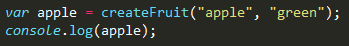 var apple = createFruit("apple", "green");
console.log(apple);